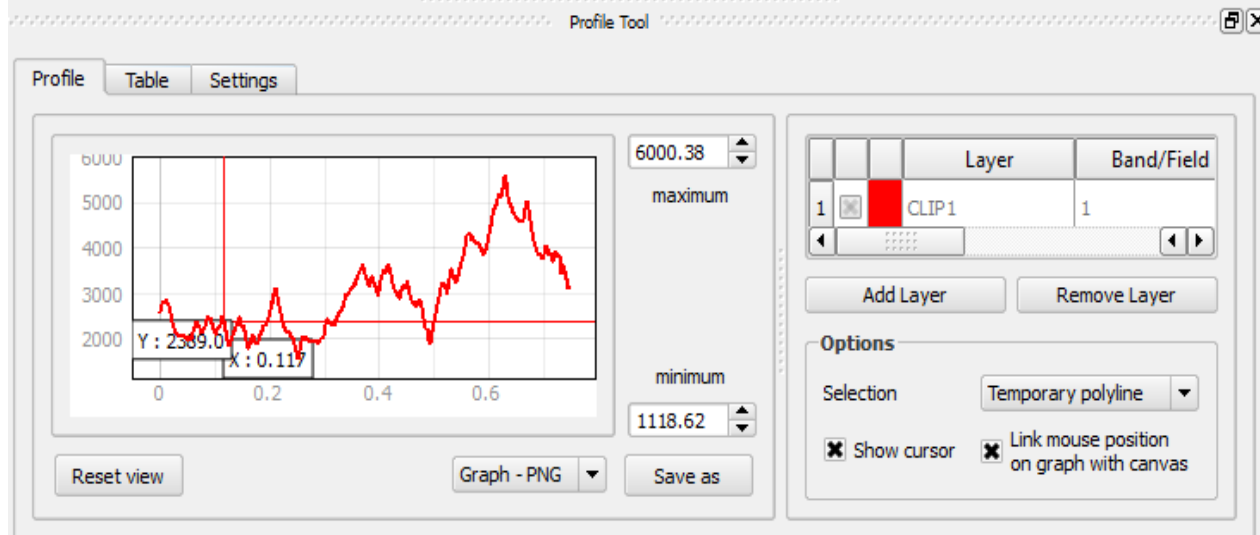 Profile Tool
Profile Table Settings
6000
5000
4000
3000
2000
Y : 2389.0
X : 0.117
0 0.2 0.4 0.6
6000.38
maximum
minimum
1118.62
Reset view
Graph - PNG
Save as
Layer Band/Field
1 CLIP1 1
Add Layer Remove Layer
Options
Selection Temporary polyline
Show cursor
Link mouse position
on graph with canvas